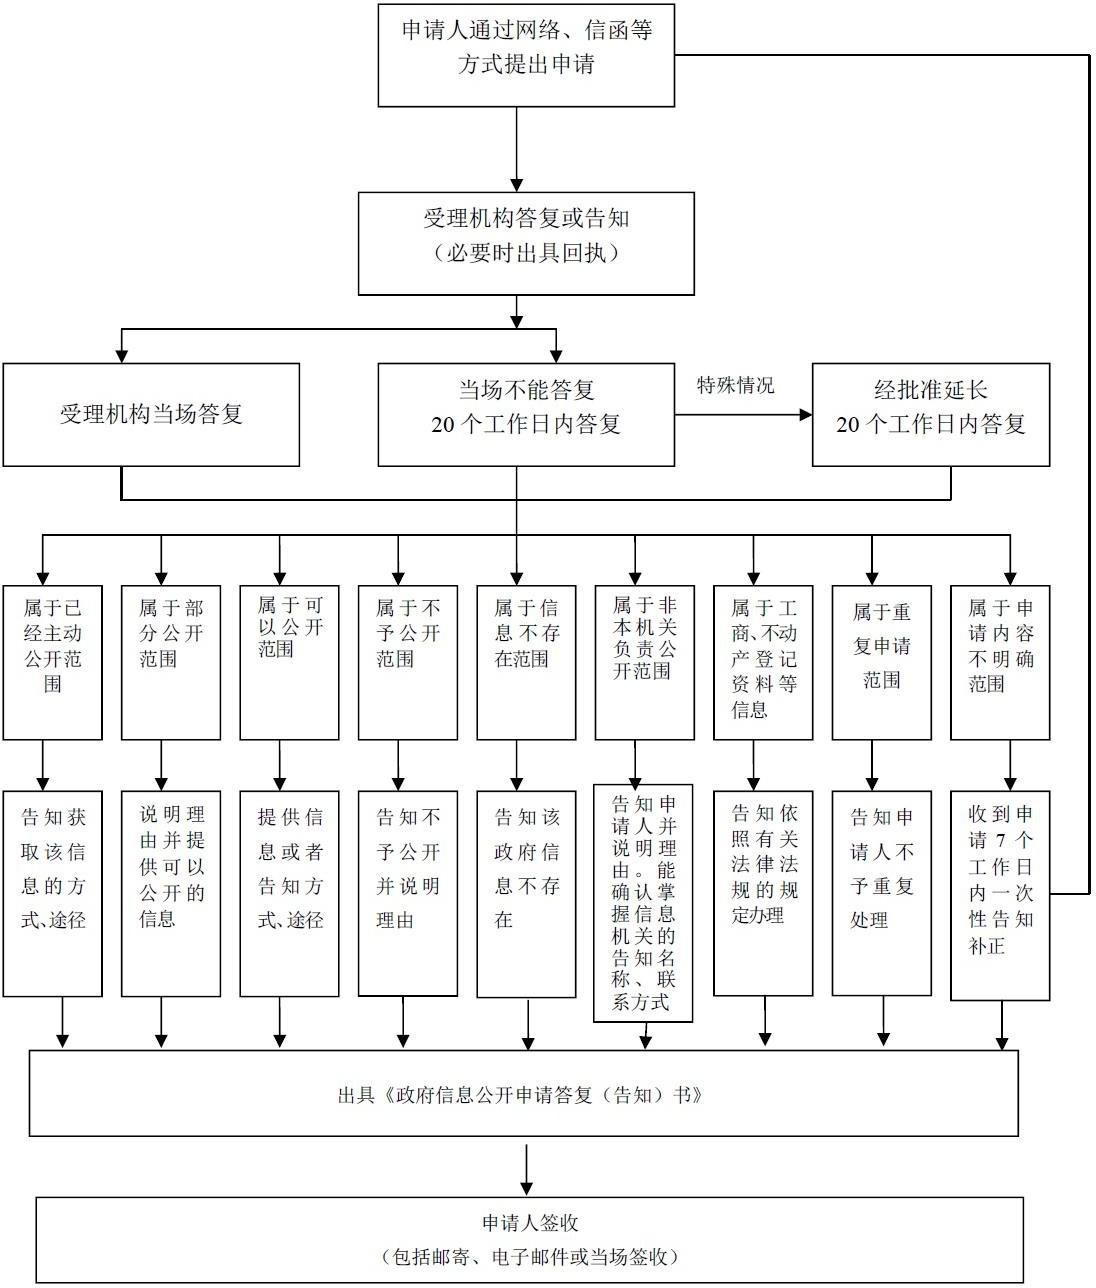 申请人通过网络、信函等
方式提出申请
受理机构答复或告知
（必要时出具回执）
受理机构当场答复
当场不能答复
20 个工作日内答复
特殊情况
经批准延长
20 个工作日内答复
属于已
经主动
公开范
围
属于部
分公开
范围
属于可
以公开
范围
属于不
予公开
范围
属于信
息不存
在范围
属于非
本机关
负责公
开范围
属于工
商、不动
产登记
资料等
信息
属于重
复申请
范围
属于申
请内容
不明确
范围
告知获
取该信
息的方
式、途径
说明理
由并提
供可以
公开的
信息
提供信
息或者
告知方
式、途径
告知不
予公开
并说明
理由
告知该
政府信
息不存
在
告知申
请人并
说明理
由。能
确认掌
握信息
机关的
告知名
称、联
系方式
告知依
照有关
法律法
规的规
定办理
告知申
请人不
予重复
处理
收到申
请 7 个
工作日
内一次
性告知
补正
出具《政府信息公开申请答复（告知）书》
申请人签收
（包括邮寄、电子邮件或当场签收）